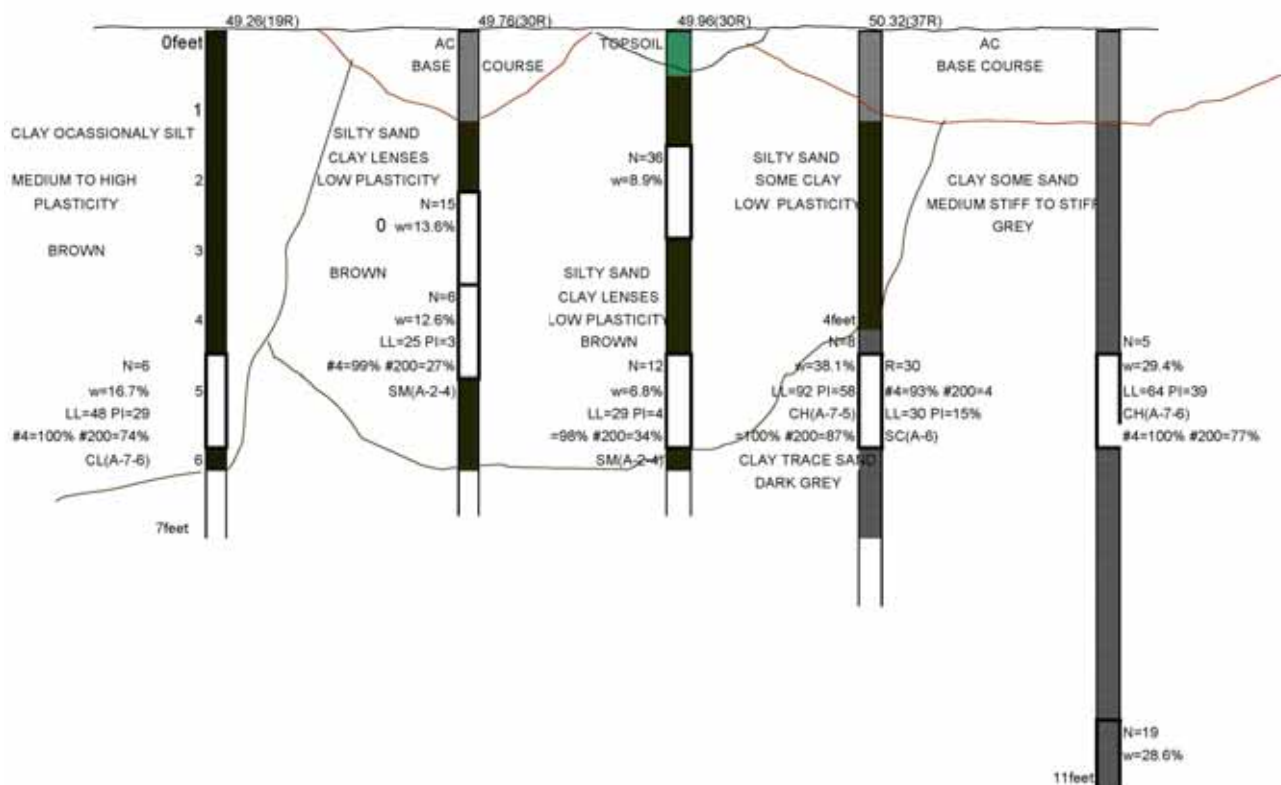 49.26(19R)
49.76(30R)
49.96(30R)
50.32(37R)
0feet
1
CLAY OCASSIONALY SILT
2
MEDIUM TO HIGH
PLASTICITY
3
BROWN
4
N=6
5
w=16.7%
LL=48 PI=29
#4=100% #200=74%
CL(A-7-6)
6
7feet
AC
BASE COURSE
SILTY SAND
CLAY LENSES
LOW PLASTICITY
N=15
0 w=13.6%
BROWN
N=6
w=12.6%
LL=25 PI=3
#4=99% #200=27%
SM(A-2-4)
TOPSOIL
N=36
w=8.9%
SILTY SAND
CLAY LENSES
LOW PLASTICITY
BROWN
N=12
w=6.8%
LL=29 PI=4
=98% #200=34%
SM(A-2-4)
SILTY SAND
SOME CLAY
LOW PLASTICITY
4feet
N=8
w=38.1%
LL=92 PI=58
CH(A-7-5)
=100% #200=87%
CLAY TRACE SAND
DARK GREY
R=30
#4=93% #200=4
LL=30 PI=15%
SC(A-6)
AC
BASE COURSE
CLAY SOME SAND
MEDIUM STIFF TO STIFF
GREY
N=5
w=29.4%
LL=64 PI=39
CH(A-7-6)
#4=100% #200=77%
N=19
w=28.6%
11feet